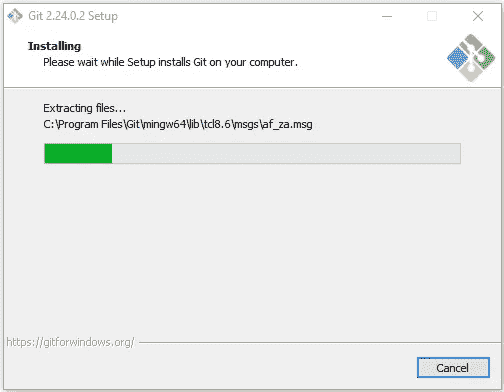 Git 2.24.0.2 Setup
Installing
Please wait while Setup installs Git on your computer.
Extracting files...
C:\Program Files\Git\mingw64\lib\tcl8.6\msgs\af_za.msg
https://gitforwindows.org/
Cancel